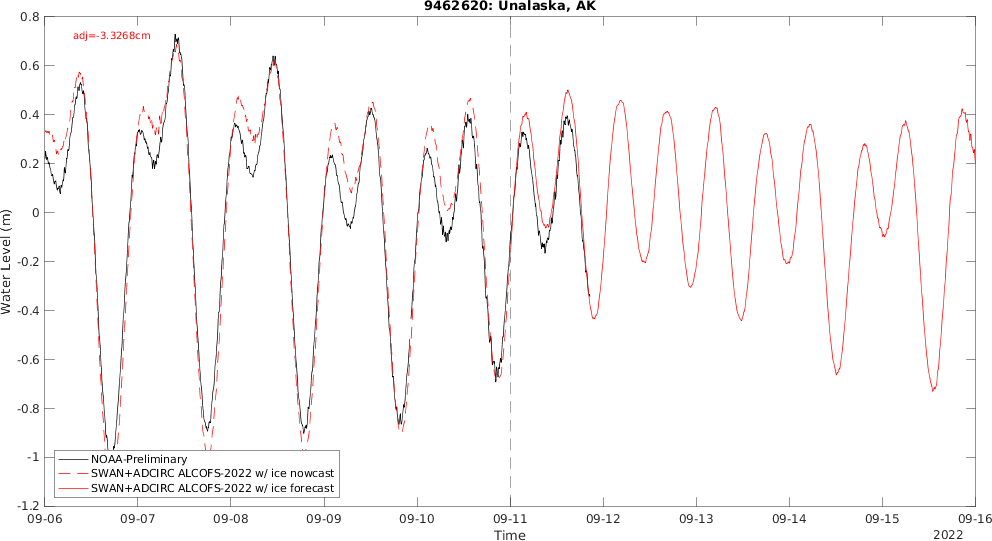 9462620: Unalaska, AK
adj=-3.3268cm
0.8
0.6
0.4
0.2
0
-0.2
-0.4
-0.6
-0.8
-1
-1.2
Water Level (m)
NOAA-Preliminary
SWAN+ADCIRC ALCOFS-2022 w/ ice nowcast
SWAN+ADCIRC ALCOFS-2022 w/ ice forecast
09-06 09-07 09-08 09-09 09-10 09-11 09-12 09-13 09-14 09-15 09-16
Time
2022